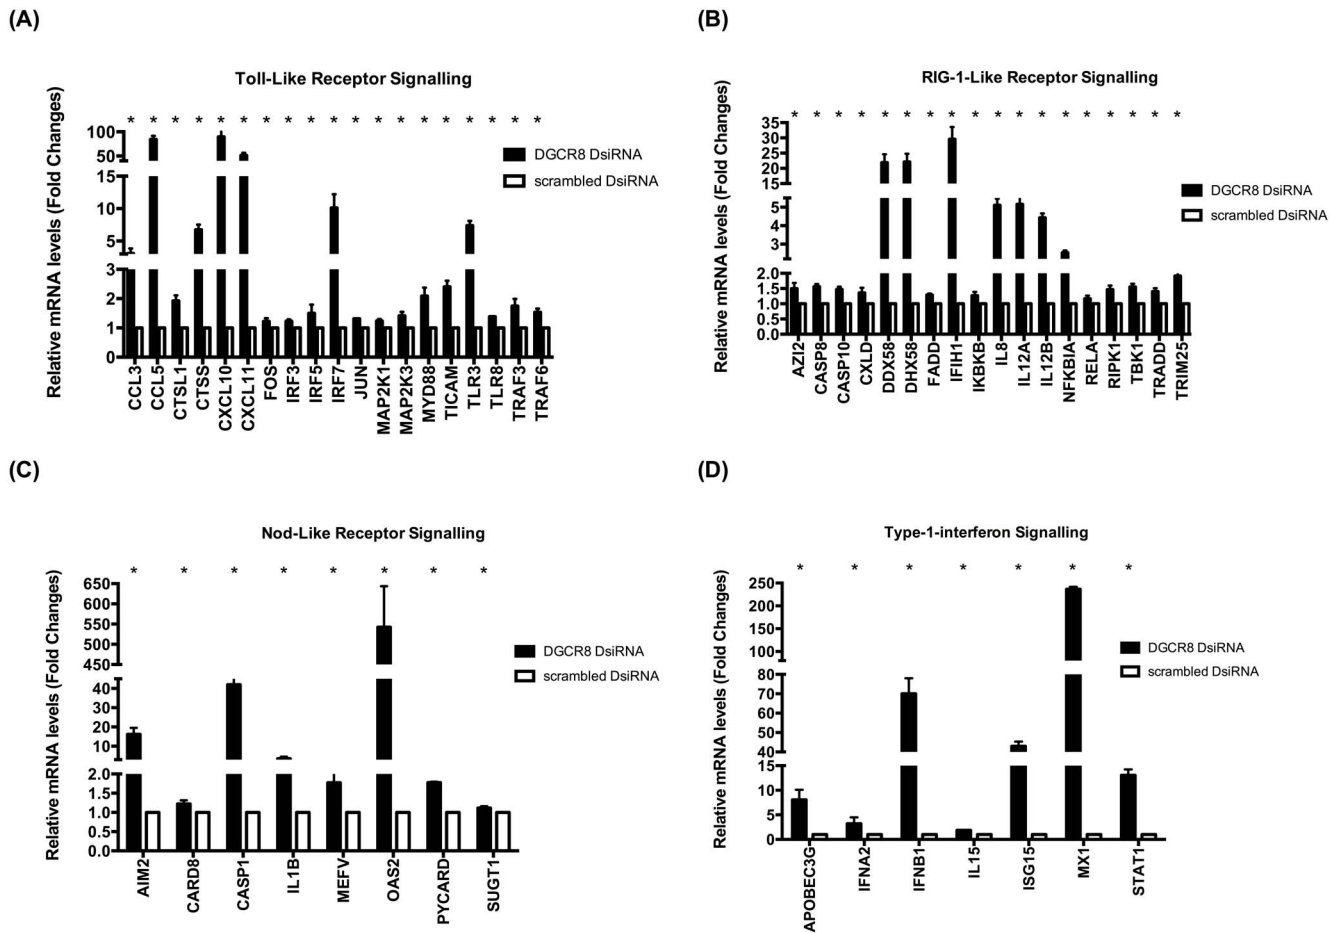 (A)
Toll-Like Receptor Signalling
Relative mRNA levels (Fold Changes)
* * * * * * * * * * * * * * * * * * *
100
50
15
10
5
3
2
1
0
DGCR8 DsiRNA
scrambled DsiRNA
CCL3
CCL5
CTSL1
CTSS
CXCL10
CXCL11
FOS
IRF3
IRF5
IRF7
JUN
MAP2K1
MAP2K3
MYD88
TICAM
TLR3
TLR8
TRAF3
TRAF6
(B)
RIG-1-Like Receptor Signalling
Relative mRNA levels (Fold Changes)
* * * * * * * * * * * * * * * * * *
35
30
25
20
15
5
4
3
2.0
1.5
1.0
0.5
0.0
DGCR8 DsiRNA
scrambled DsiRNA
AZI2
CASP8
CASP10
CXLD
DDX58
DHX58
FADD
IFIH1
IKBKB
IL8
IL12A
IL12B
NFKBIA
RELA
RIPK1
TBK1
TRADD
TRIM25
(C)
Nod-Like Receptor Signalling
Relative mRNA levels (Fold Changes)
* * * * * * * *
650
600
550
500
450
40
30
20
10
2.0
1.5
1.0
0.5
0.0
DGCR8 DsiRNA
scrambled DsiRNA
AIM2
CARD8
CASP1
IL1B
MEFV
OAS2
PYCARD
SUGT1
(D)
Type-1-interferon Signalling
Relative mRNA levels (Fold Changes)
* * * * * * *
250
200
150
100
80
70
60
50
40
15
10
5
0
DGCR8 DsiRNA
scrambled DsiRNA
APOBEC3G
IFNA2
IFNB1
IL15
ISG15
MX1
STAT1